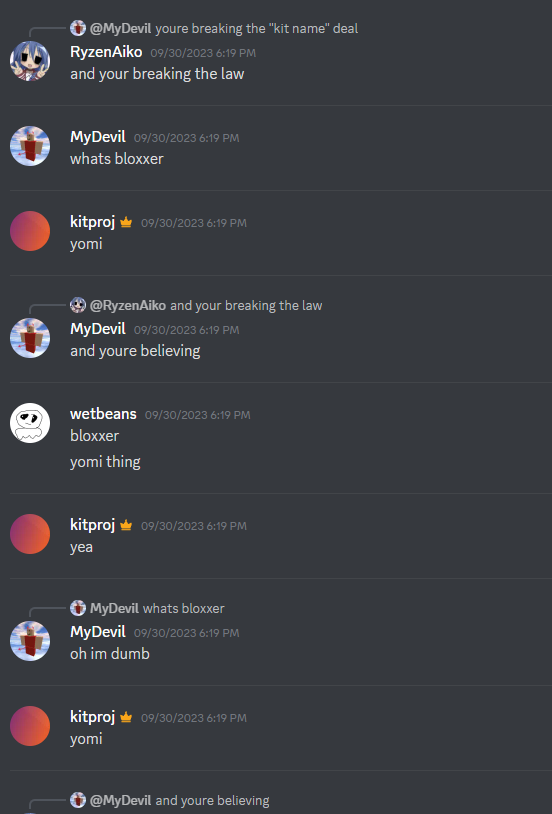 @MyDevil youre breaking the "kit name" deal
RyzenAiko 09/30/2023 6:19 PM
and your breaking the law
MyDevil 09/30/2023 6:19 PM
whats bloxxer
kitproj 09/30/2023 6:19 PM
yomi
@RyzenAiko and your breaking the law
MyDevil 09/30/2023 6:19 PM
and youre believing
wetbeans 09/30/2023 6:19 PM
bloxxer
yomi thing
kitproj 09/30/2023 6:19 PM
yea
MyDevil whats bloxxer
MyDevil 09/30/2023 6:19 PM
oh im dumb
kitproj 09/30/2023 6:19 PM
yomi
@MyDevil and youre believing